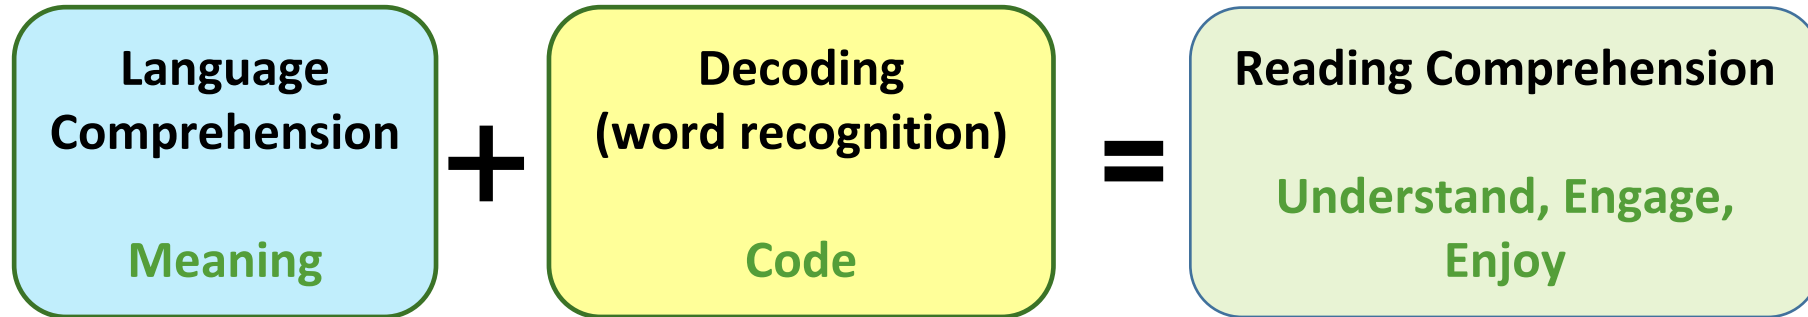 Language
Comprehension
Meaning
+
Decoding
(word recognition)
Code
=
Reading Comprehension
Understand, Engage,
Enjoy